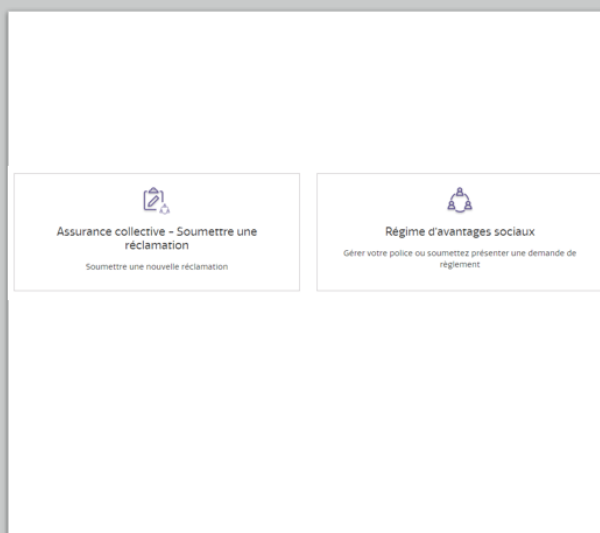 Assurance collective – Soumettre une
réclamation
Soumettre une nouvelle réclamation
Régime d'avantages sociaux
Gérer votre police ou soumettez présenter une demande de
règlement